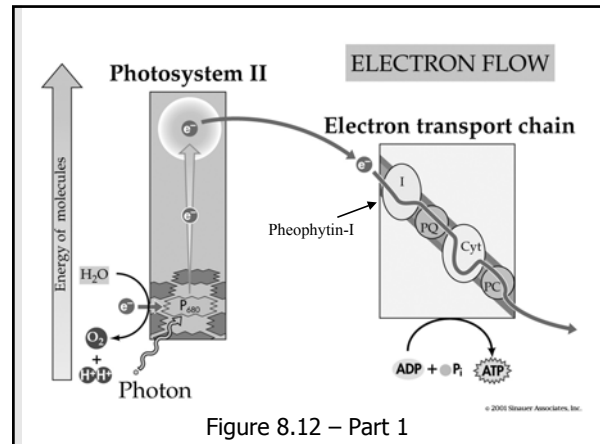 ELECTRON FLOW
Photosystem II
Electron transport chain
Energy of molecules
e⁻
e⁻
e⁻
I
Pheophytin-I
PQ
Cyt
PC
H₂O
e⁻
P₆₈₀
O₂
+
H⁺H⁺
Photon
ADP + Pᵢ ATP
© 2001 Sinauer Associates, Inc.
Figure 8.12 – Part 1